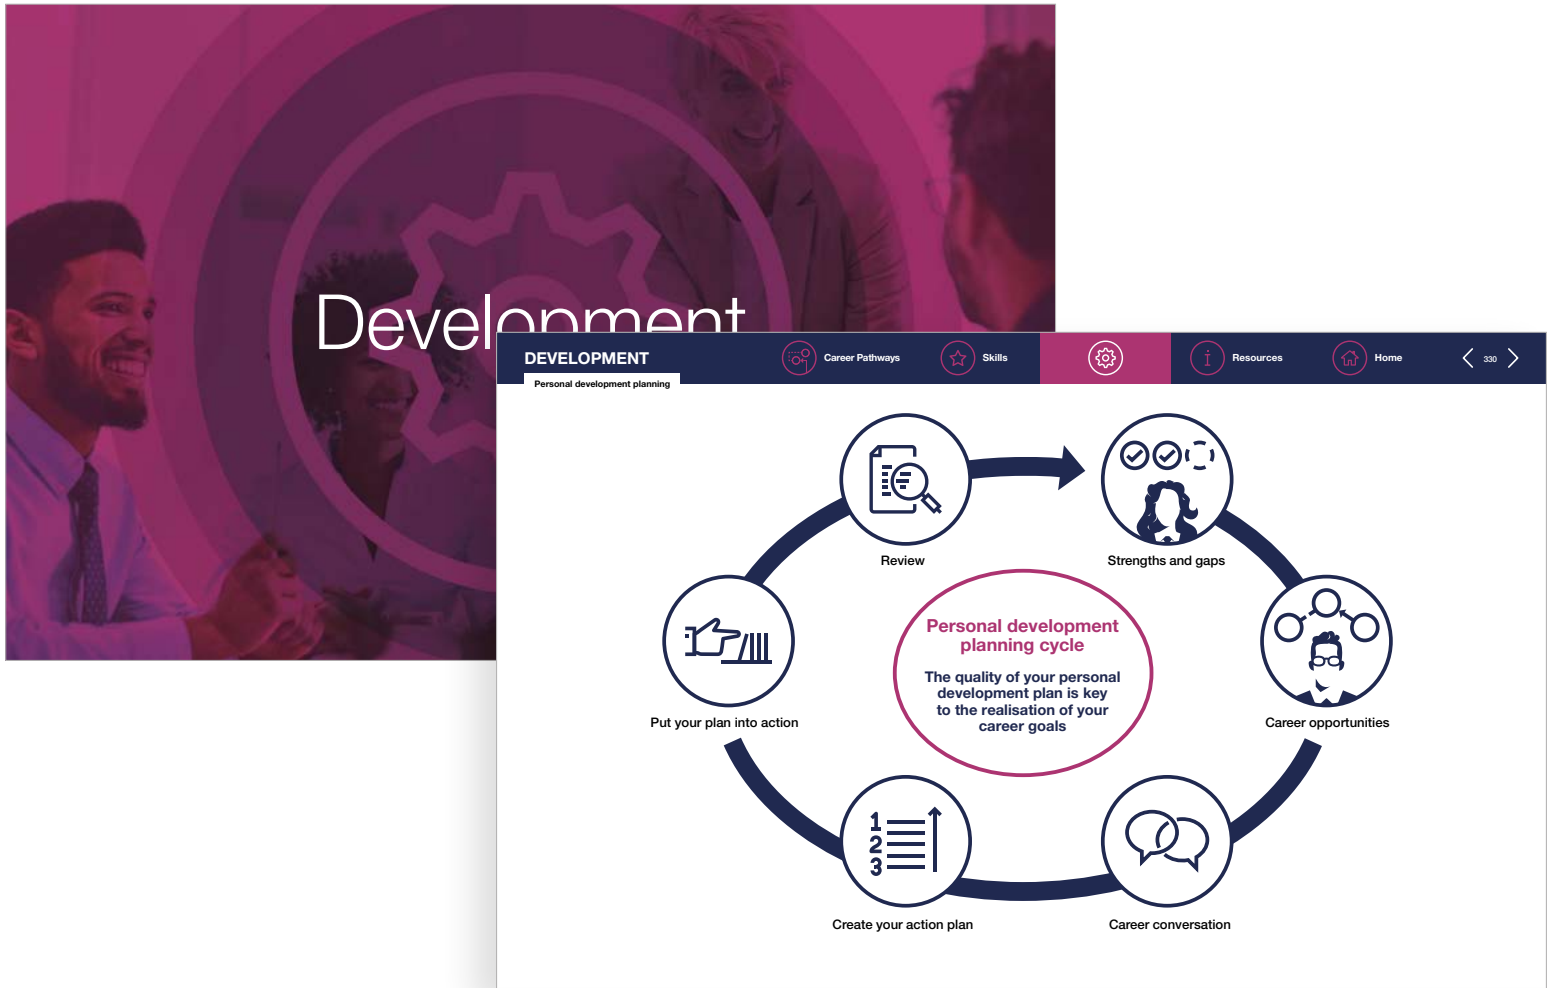 Development
DEVELOPMENT
Career Pathways
Skills
Resources
Home
330
Personal development planning
Review
Strengths and gaps
Personal development
planning cycle
The quality of your personal
development plan is key
to the realisation of your
career goals
Put your plan into action
Career opportunities
1
2
3
Create your action plan
Career conversation